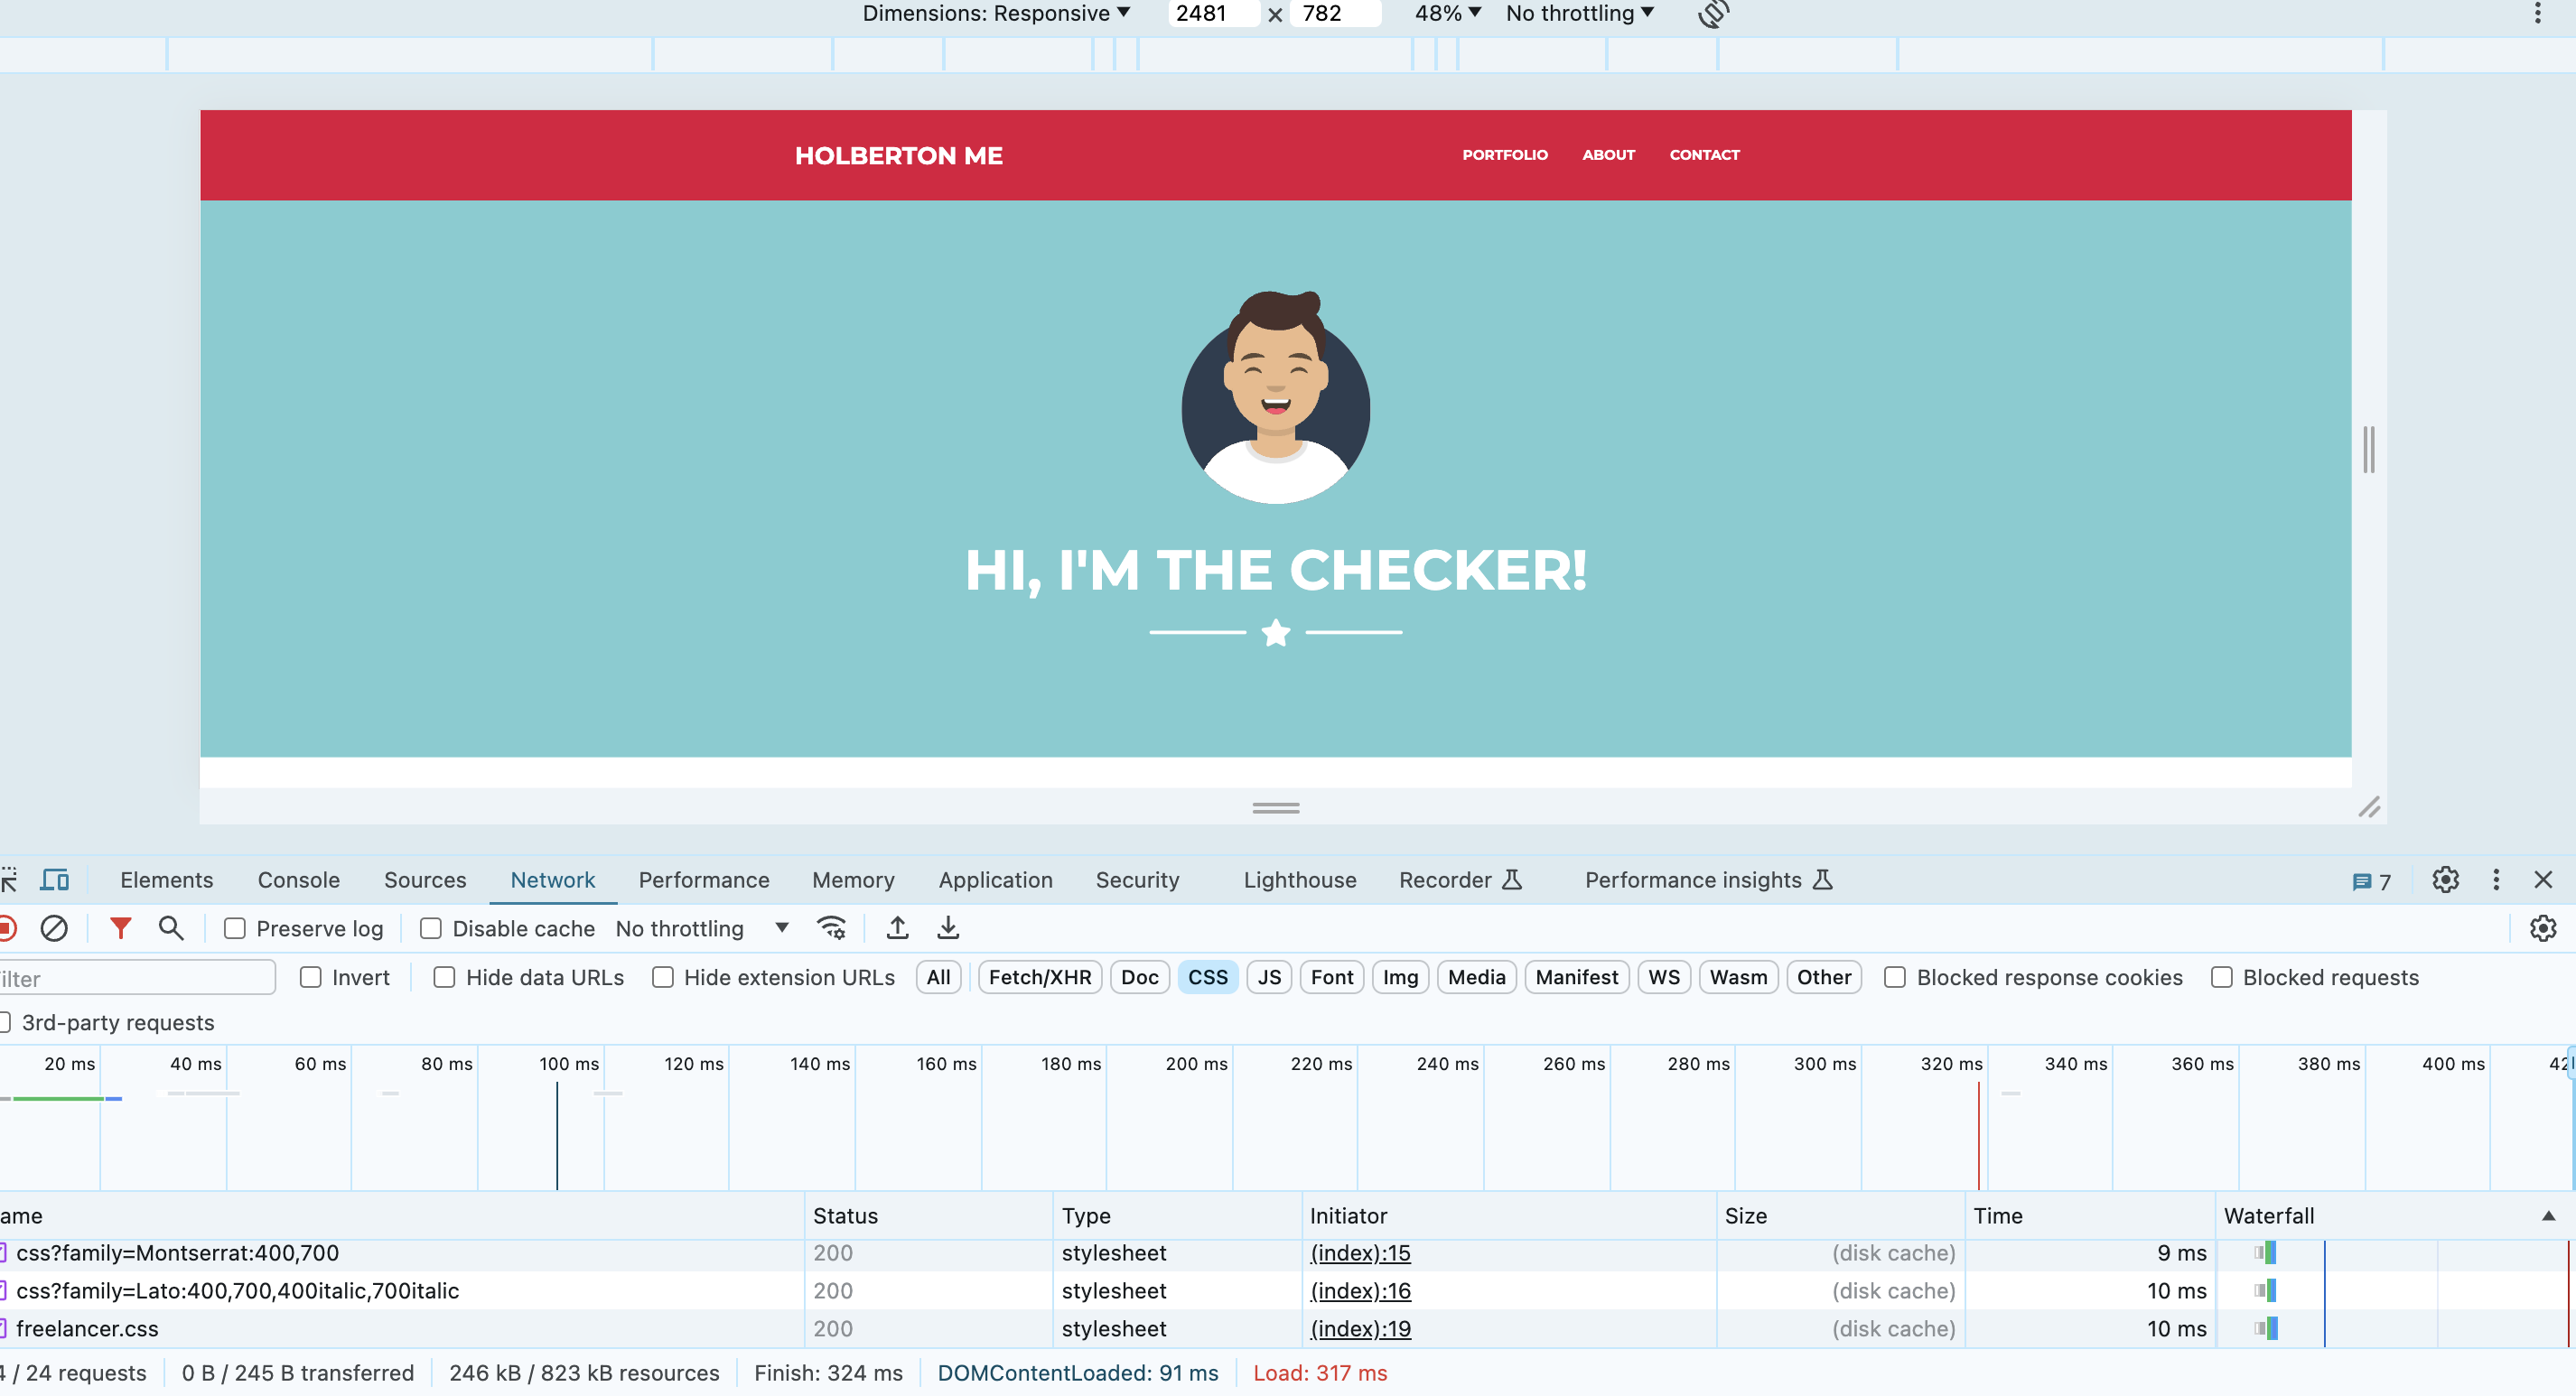 Dimensions: Responsive 2481 × 782 48% No throttling
HOLBERTON ME PORTFOLIO ABOUT CONTACT
HI, I'M THE CHECKER!
Elements Console Sources Network Performance Memory Application Security Lighthouse Recorder Performance insights 7
Preserve log Disable cache No throttling
ilter Invert Hide data URLs Hide extension URLs All Fetch/XHR Doc CSS JS Font Img Media Manifest WS Wasm Other Blocked response cookies Blocked requests
3rd-party requests
20 ms 40 ms 60 ms 80 ms 100 ms 120 ms 140 ms 160 ms 180 ms 200 ms 220 ms 240 ms 260 ms 280 ms 300 ms 320 ms 340 ms 360 ms 380 ms 400 ms 42
ame Status Type Initiator Size Time Waterfall
css?family=Montserrat:400,700 200 stylesheet (index):15 (disk cache) 9 ms
css?family=Lato:400,700,400italic,700italic 200 stylesheet (index):16 (disk cache) 10 ms
freelancer.css 200 stylesheet (index):19 (disk cache) 10 ms
4 / 24 requests 0 B / 245 B transferred 246 kB / 823 kB resources Finish: 324 ms DOMContentLoaded: 91 ms Load: 317 ms